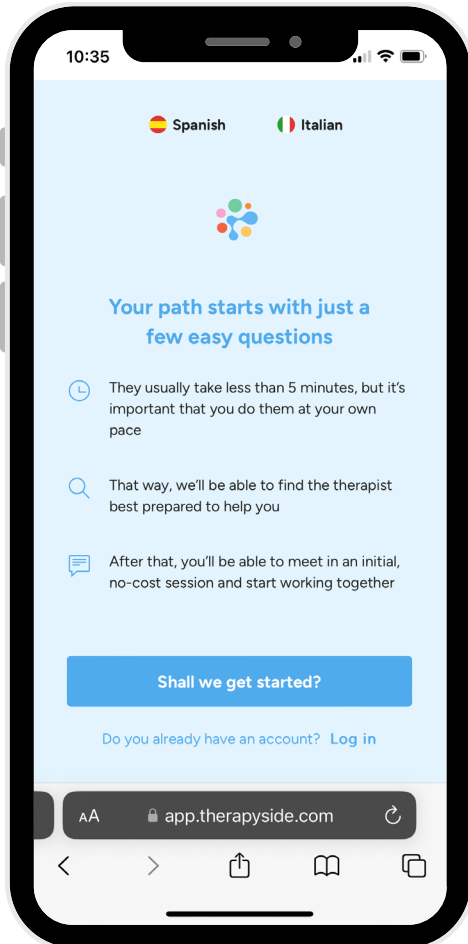 10:35
Spanish
Italian
Your path starts with just a
few easy questions
They usually take less than 5 minutes, but it’s
important that you do them at your own
pace
That way, we’ll be able to find the therapist
best prepared to help you
After that, you’ll be able to meet in an initial,
no-cost session and start working together
Shall we get started?
Do you already have an account? Log in
AA app.therapyside.com